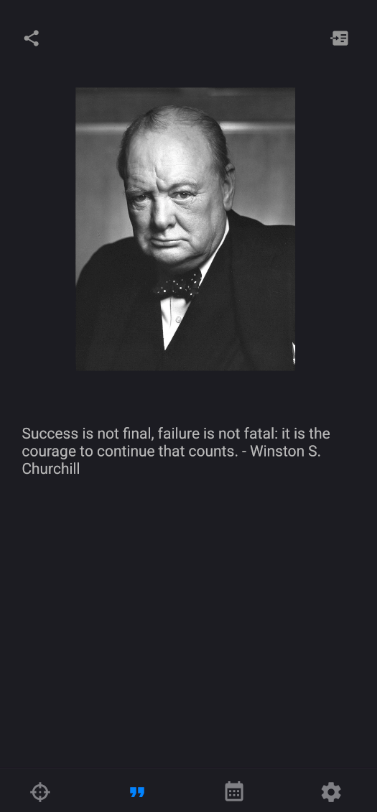 Success is not final, failure is not fatal: it is the
courage to continue that counts. - Winston S.
Churchill